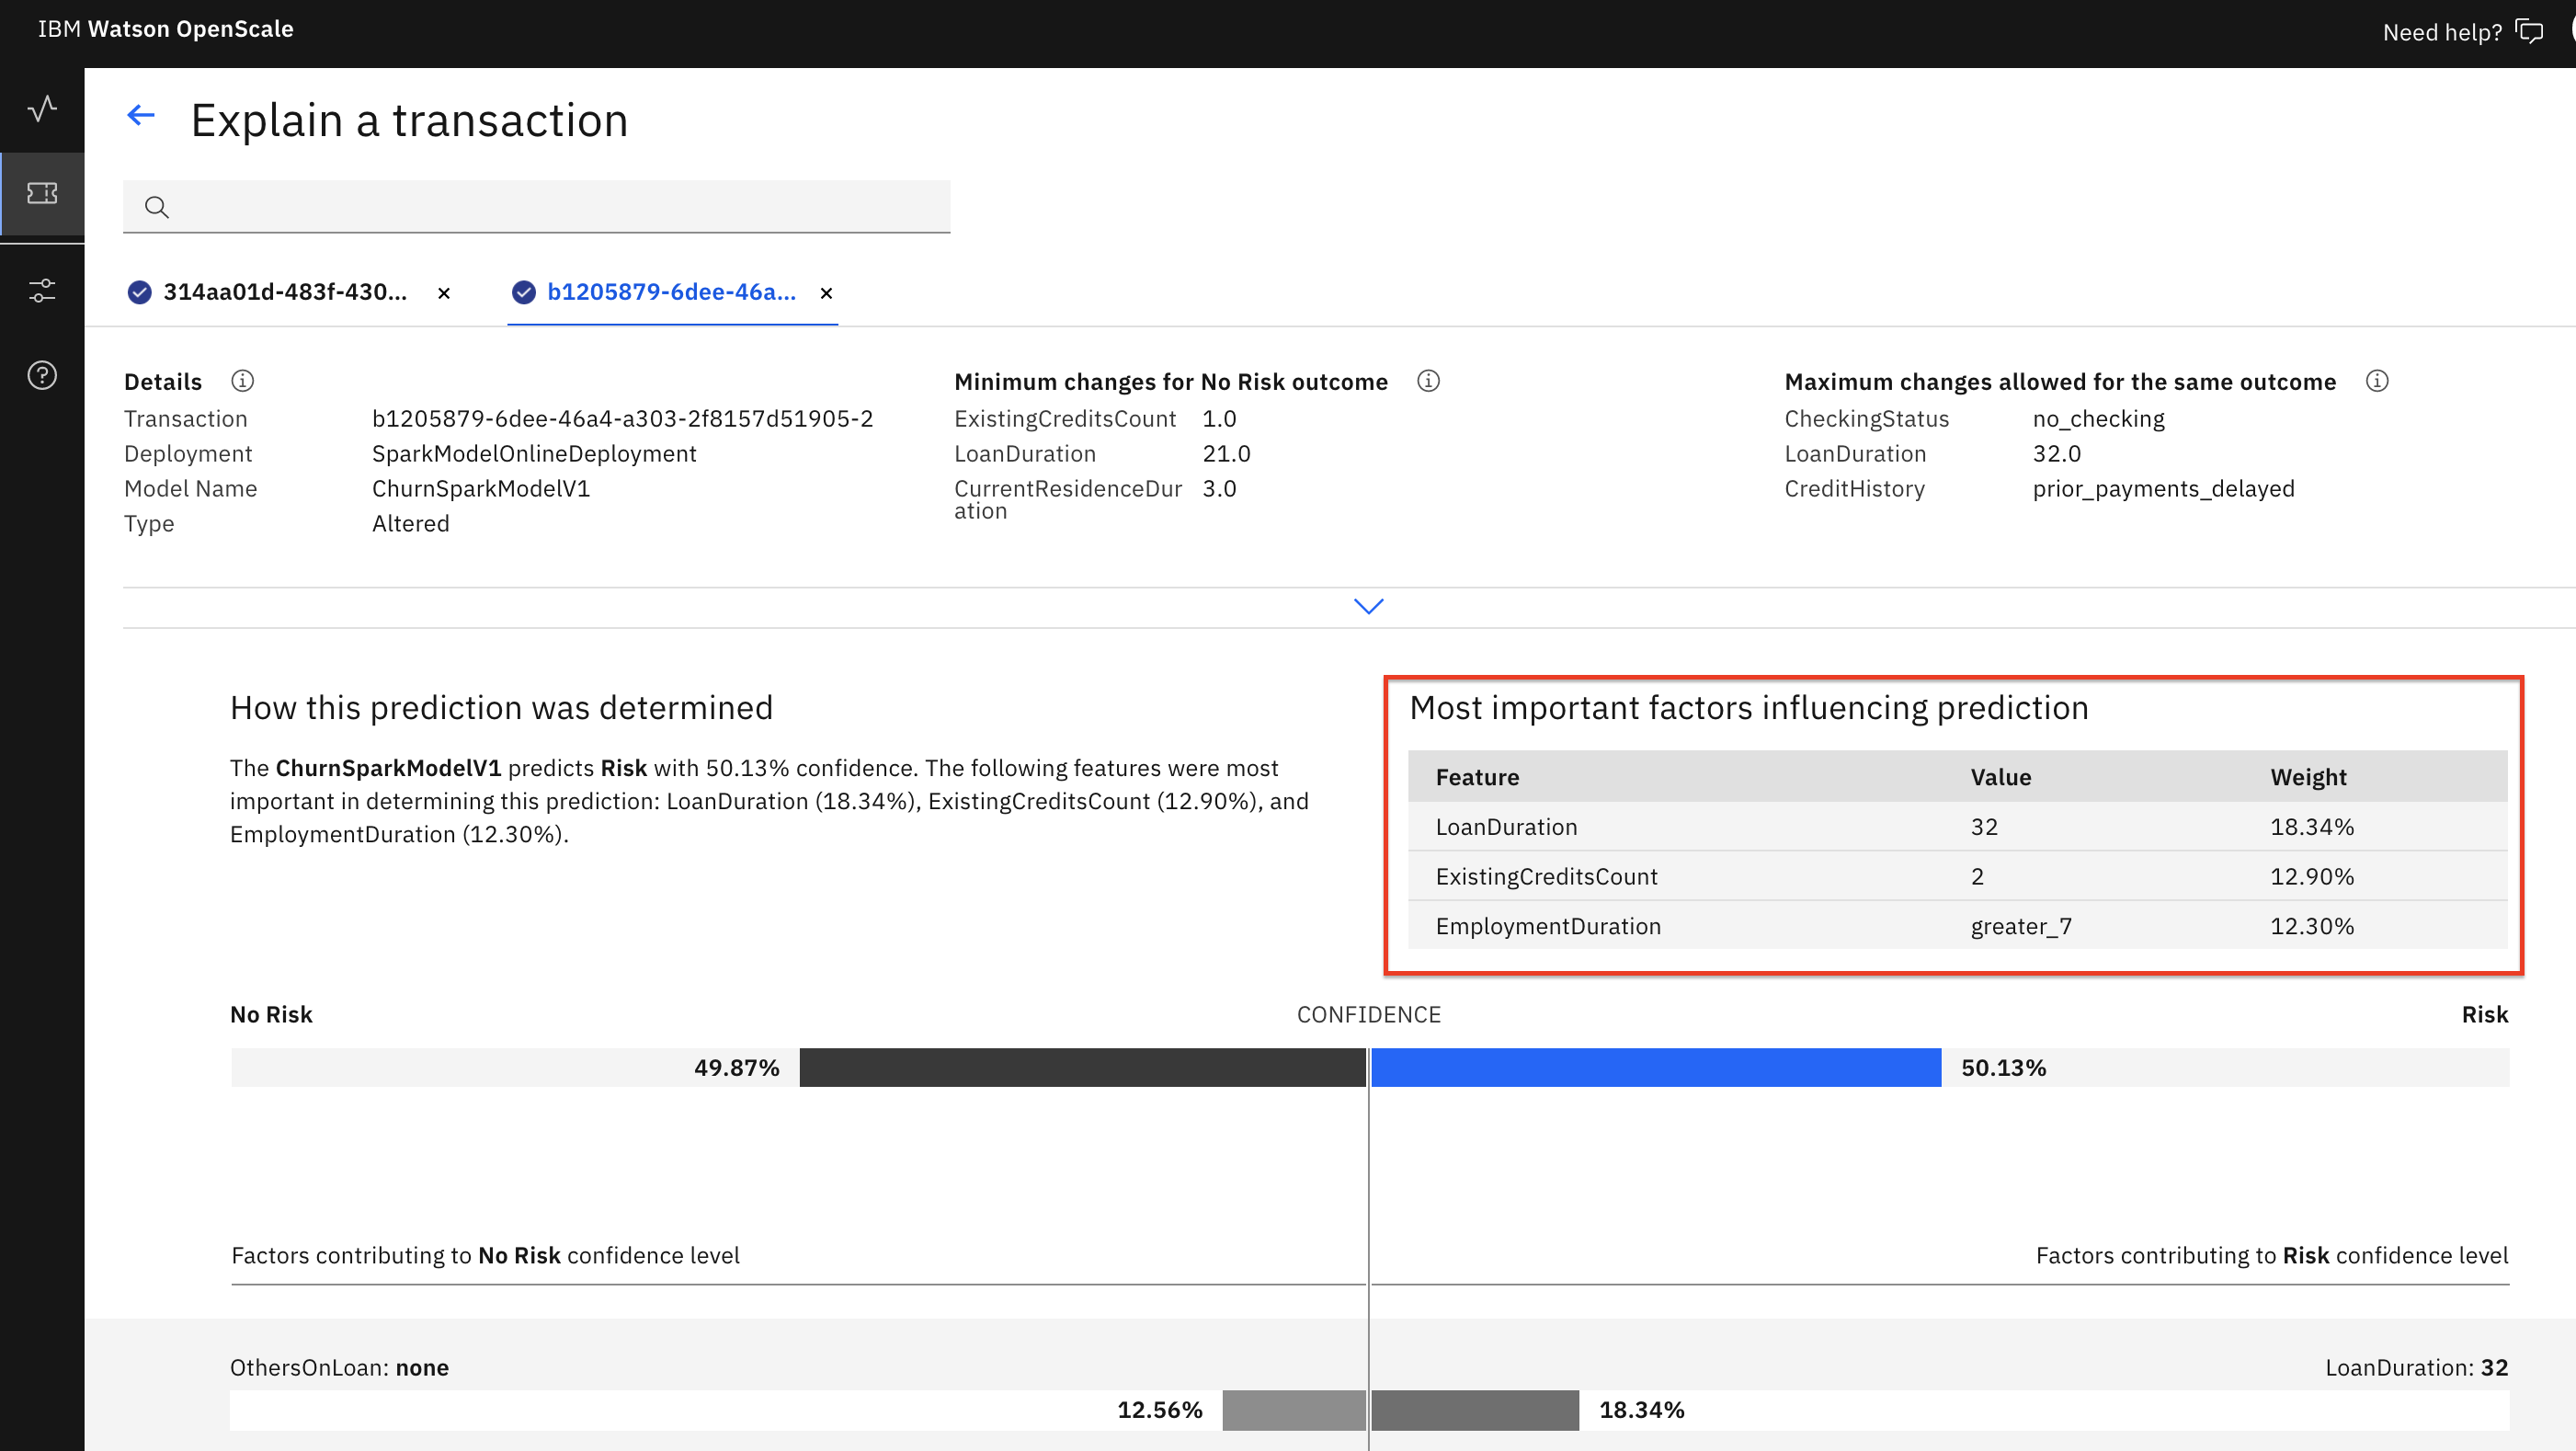 IBM Watson OpenScale
Need help?
Explain a transaction
314aa01d-483f-430... ×
b1205879-6dee-46a... ×
Details
Transaction b1205879-6dee-46a4-a303-2f8157d51905-2
Deployment SparkModelOnlineDeployment
Model Name ChurnSparkModelV1
Type Altered
Minimum changes for No Risk outcome
ExistingCreditsCount 1.0
LoanDuration 21.0
CurrentResidenceDur 3.0
ation
Maximum changes allowed for the same outcome
CheckingStatus no_checking
LoanDuration 32.0
CreditHistory prior_payments_delayed
How this prediction was determined
The ChurnSparkModelV1 predicts Risk with 50.13% confidence. The following features were most
important in determining this prediction: LoanDuration (18.34%), ExistingCreditsCount (12.90%), and
EmploymentDuration (12.30%).
Most important factors influencing prediction
Feature Value Weight
LoanDuration 32 18.34%
ExistingCreditsCount 2 12.90%
EmploymentDuration greater_7 12.30%
No Risk CONFIDENCE Risk
49.87% 50.13%
Factors contributing to No Risk confidence level
Factors contributing to Risk confidence level
OthersOnLoan: none LoanDuration: 32
12.56% 18.34%